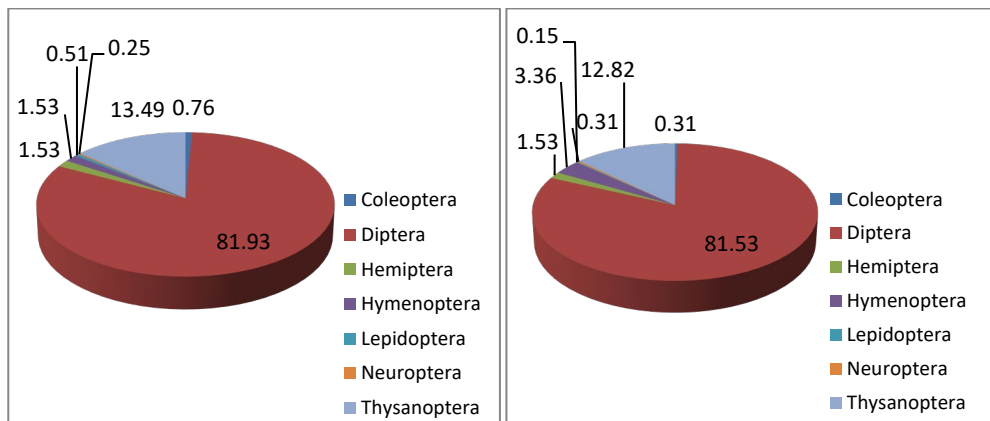 0.51
0.25
1.53
13.49
0.76
1.53
81.93
Coleoptera
Diptera
Hemiptera
Hymenoptera
Lepidoptera
Neuroptera
Thysanoptera
0.15
3.36
12.82
1.53
0.31
0.31
81.53
Coleoptera
Diptera
Hemiptera
Hymenoptera
Lepidoptera
Neuroptera
Thysanoptera